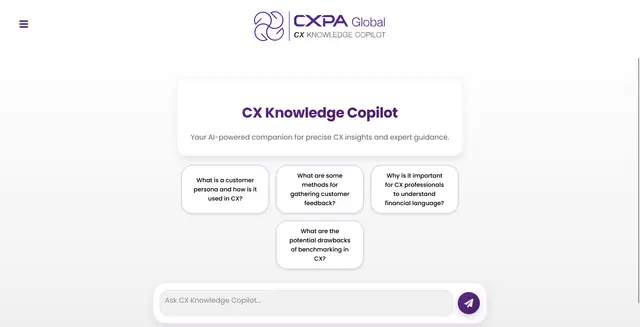 CXPA Global
CX KNOWLEDGE COPILOT
CX Knowledge Copilot
Your AI-powered companion for precise CX insights and expert guidance.
What is a customer
persona and how is it
used in CX?
What are some
methods for
gathering customer
feedback?
Why is it important
for CX professionals
to understand
financial language?
What are the
potential drawbacks
of benchmarking in
CX?
Ask CX Knowledge Copilot...